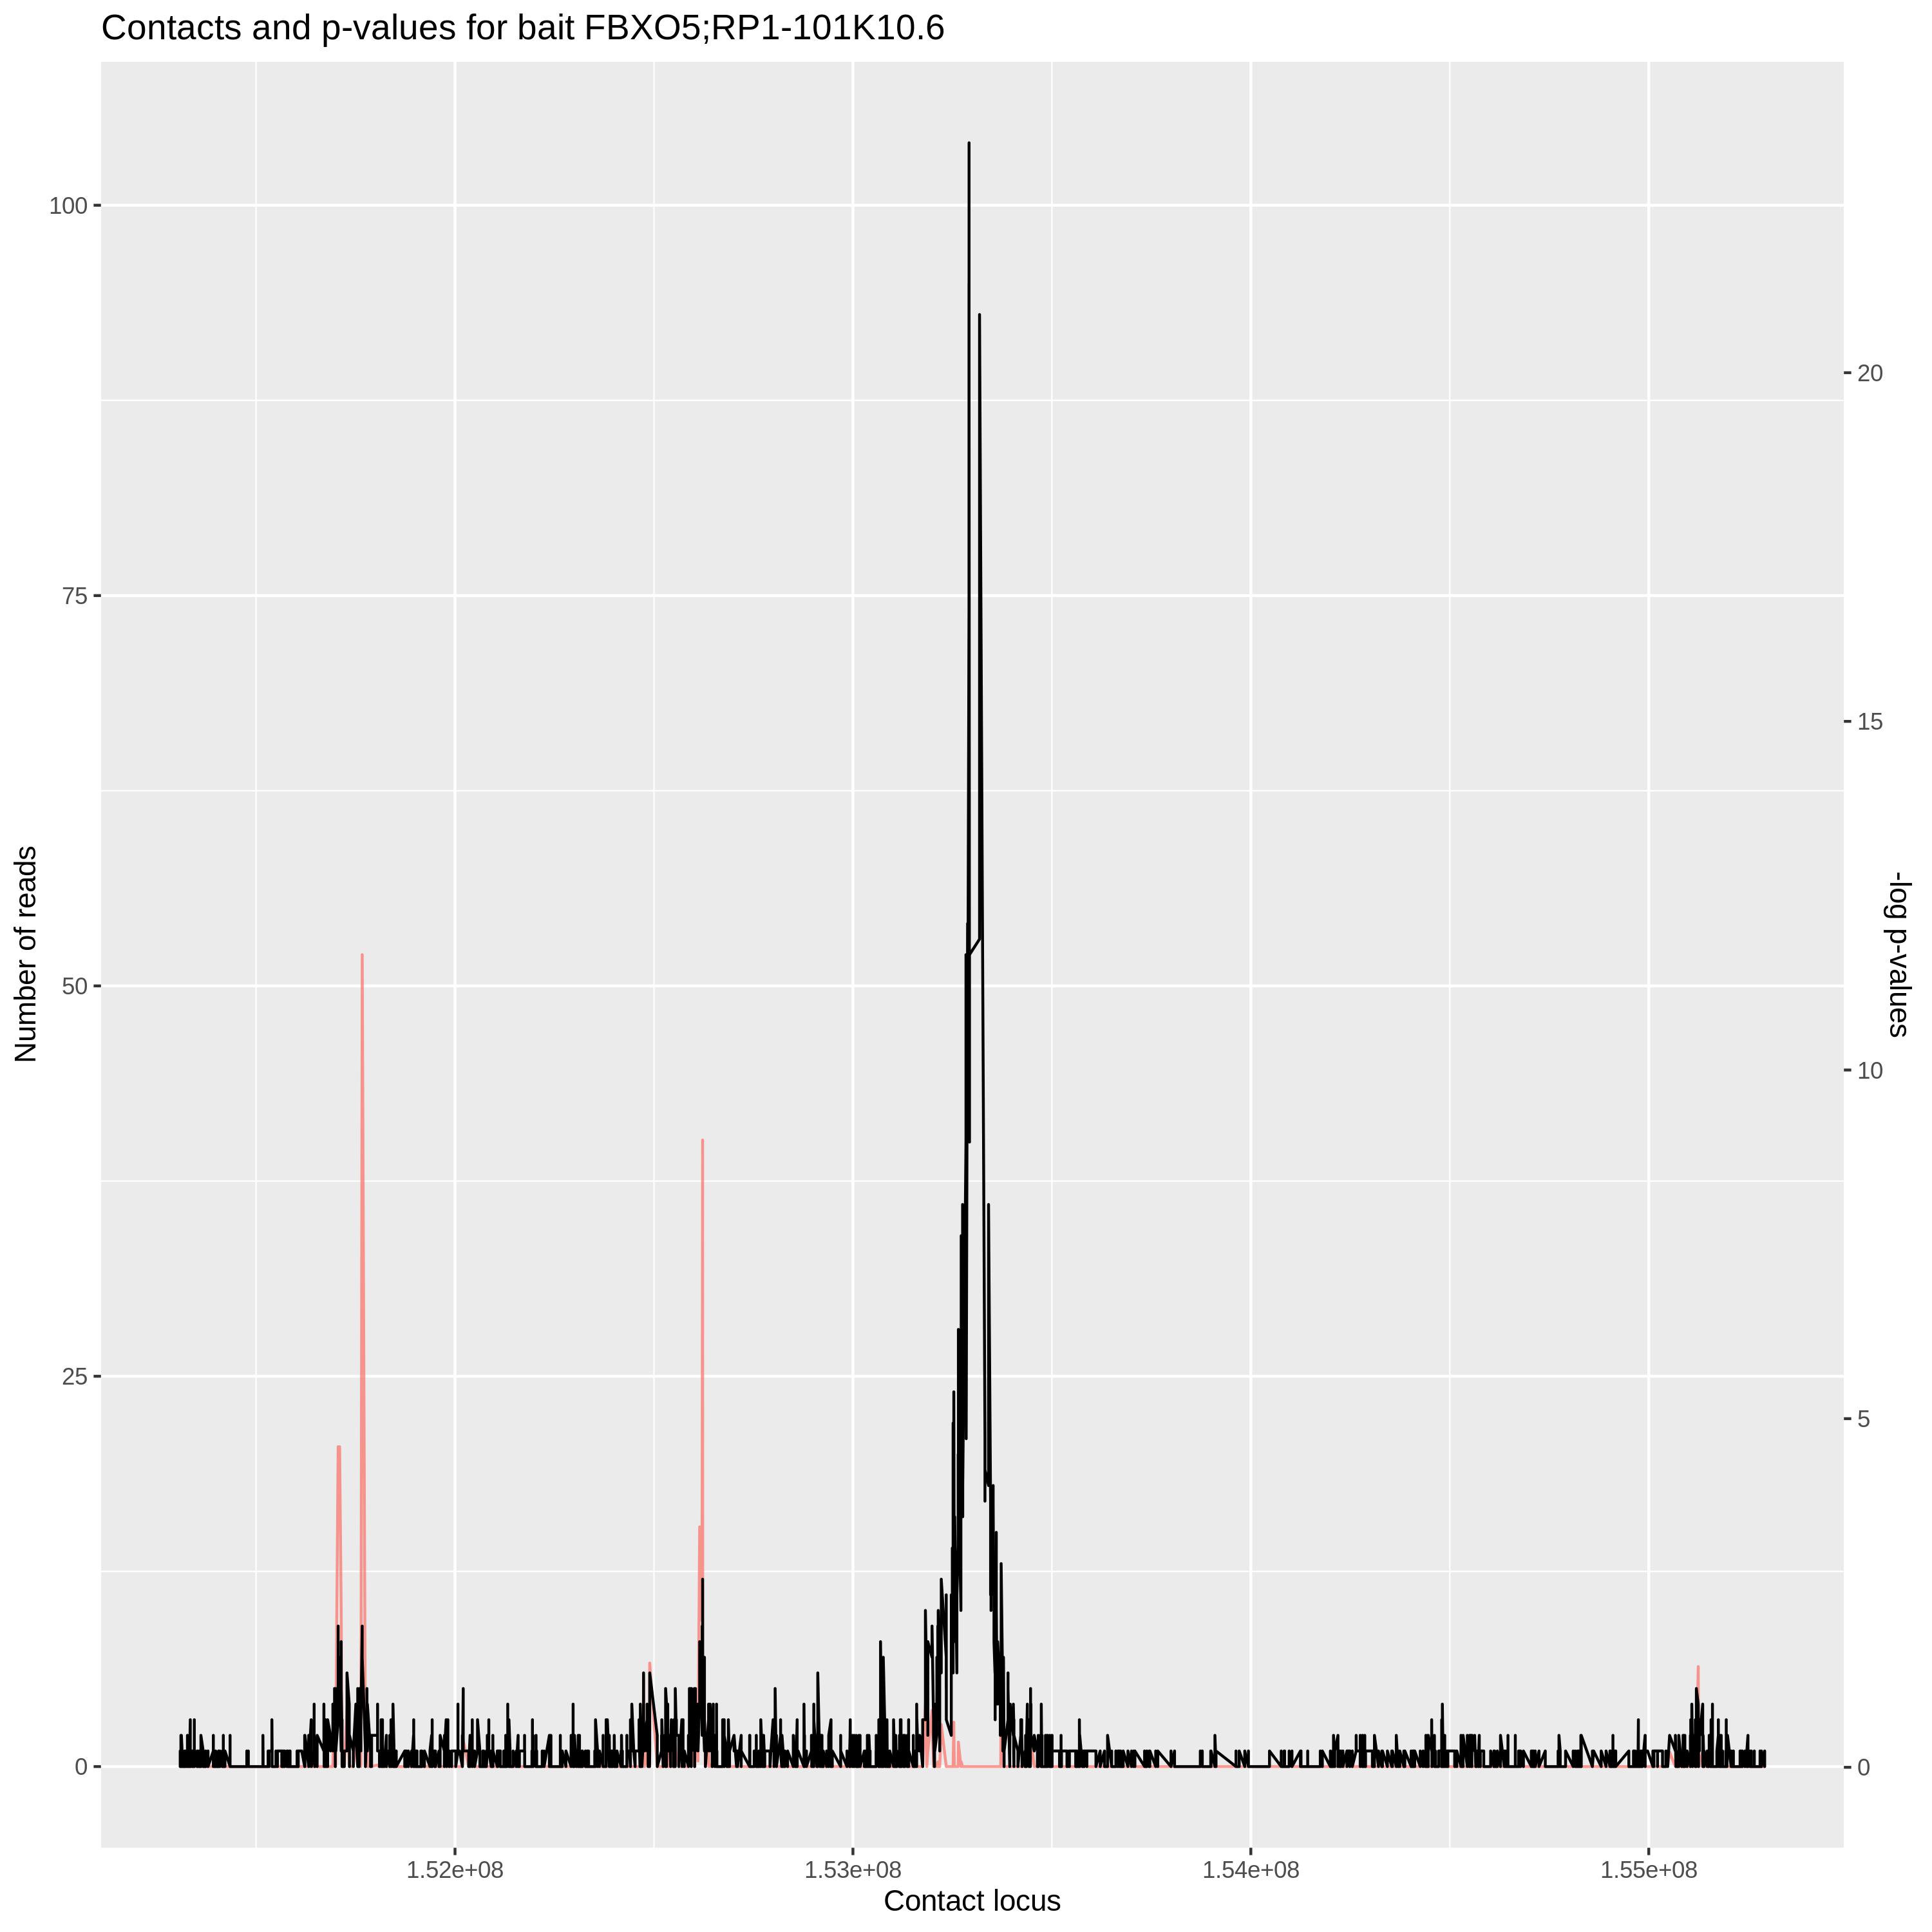 Contacts and p-values for bait FBXO5;RP1-101K10.6
100
75
50
25
0
Number of reads
20
15
10
5
0
-log p-values
1.52e+08
1.53e+08
1.54e+08
1.55e+08
Contact locus